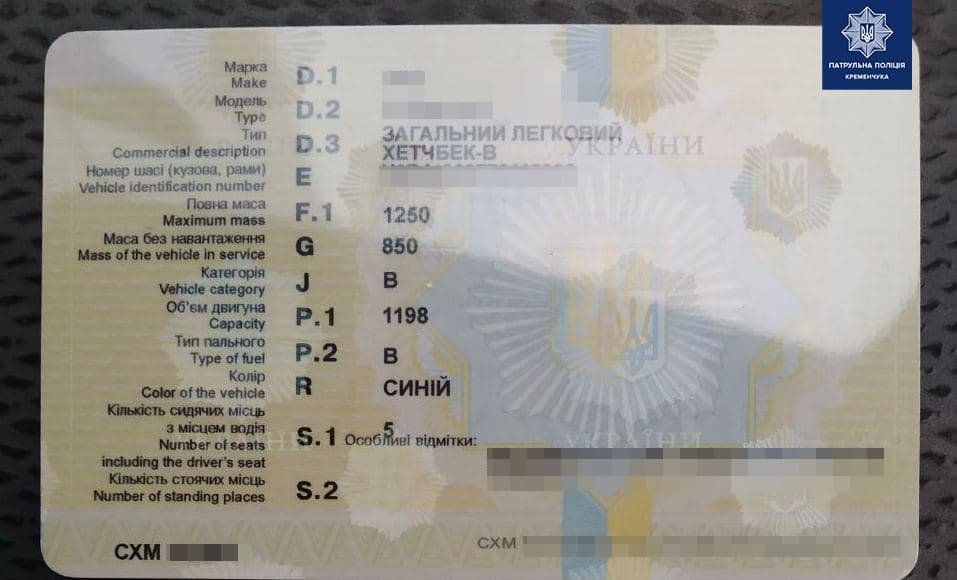 ПАТРУЛЬНА ПОЛІЦІЯ
КРЕМЕНЧУКА
Марка
Make D.1
Модель
Type D.2
Тип
Commercial description D.3 ЗАГАЛЬНИЙ ЛЕГКОВИЙ
ХЕТЧБЕК-В
УКРАЇНИ
Номер шасі (кузова, рами)
Vehicle identification number E
Повна маса
Maximum mass F.1 1250
Маса без навантаження
Mass of the vehicle in service G 850
Категорія
Vehicle category J B
Об'єм двигуна
Capacity P.1 1198
Тип пального
Type of fuel P.2 B
Колір
Color of the vehicle R СИНІЙ
Кількість сидячих місць
з місцем водія
Number of seats
including the driver's seat S.1 5
Особливі відмітки:
УКРАЇНИ
Кількість стоячих місць
Number of standing places S.2
СХМ
СХМ